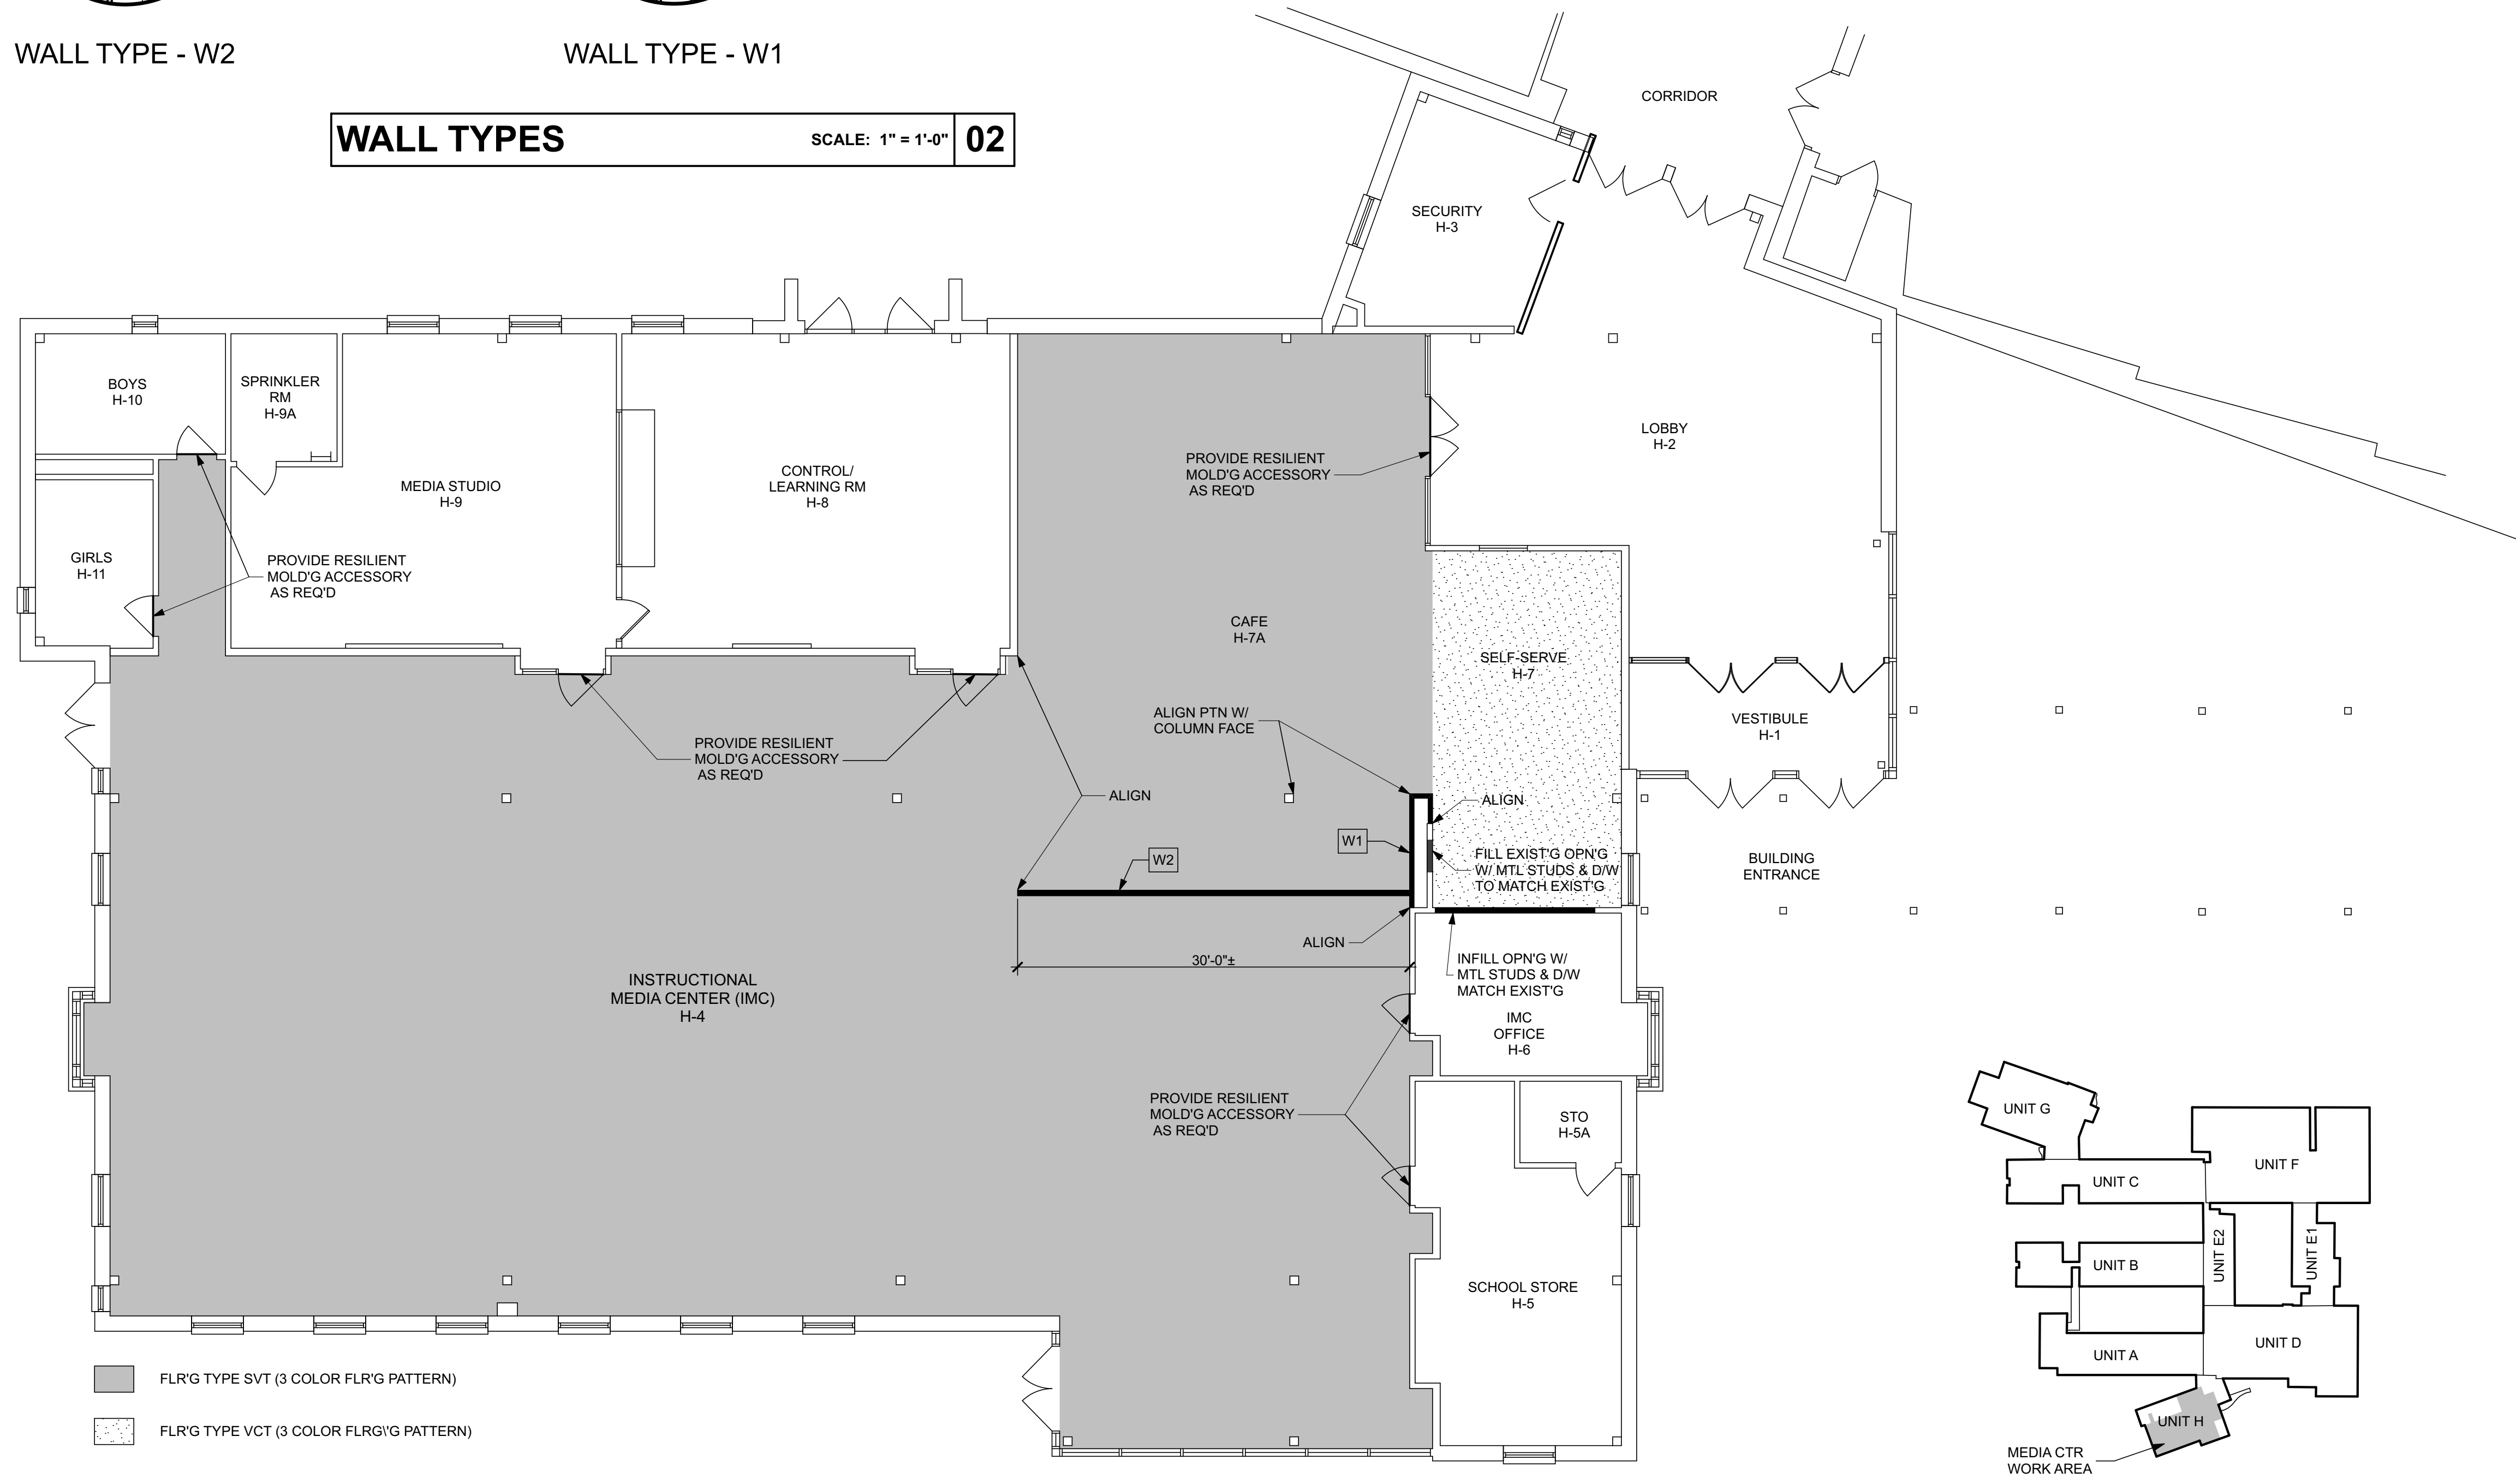 WALL TYPE - W2
WALL TYPE - W1
WALL TYPES
SCALE: 1" = 1'-0"
02
CORRIDOR
SECURITY
H-3
BOYS
H-10
SPRINKLER
RM
H-9A
MEDIA STUDIO
H-9
CONTROL/
LEARNING RM
H-8
PROVIDE RESILIENT
MOLD'G ACCESSORY
AS REQ'D
LOBBY
H-2
GIRLS
H-11
PROVIDE RESILIENT
MOLD'G ACCESSORY
AS REQ'D
CAFE
H-7A
SELF-SERVE
H-7
VESTIBULE
H-1
ALIGN PTN W/
COLUMN FACE
PROVIDE RESILIENT
MOLD'G ACCESSORY
AS REQ'D
ALIGN
ALIGN
W1
W2
FILL EXIST'G OPN'G
W/ MTL STUDS & D/W
TO MATCH EXIST'G
BUILDING
ENTRANCE
ALIGN
30'-0"±
INFILL OPN'G W/
MTL STUDS & D/W
MATCH EXIST'G
INSTRUCTIONAL
MEDIA CENTER (IMC)
H-4
IMC
OFFICE
H-6
PROVIDE RESILIENT
MOLD'G ACCESSORY
AS REQ'D
STO
H-5A
SCHOOL STORE
H-5
UNIT G
UNIT F
UNIT C
UNIT E2
UNIT E1
UNIT B
UNIT D
UNIT A
UNIT H
MEDIA CTR
WORK AREA
FLR'G TYPE SVT (3 COLOR FLR'G PATTERN)
FLR'G TYPE VCT (3 COLOR FLRG\'G PATTERN)